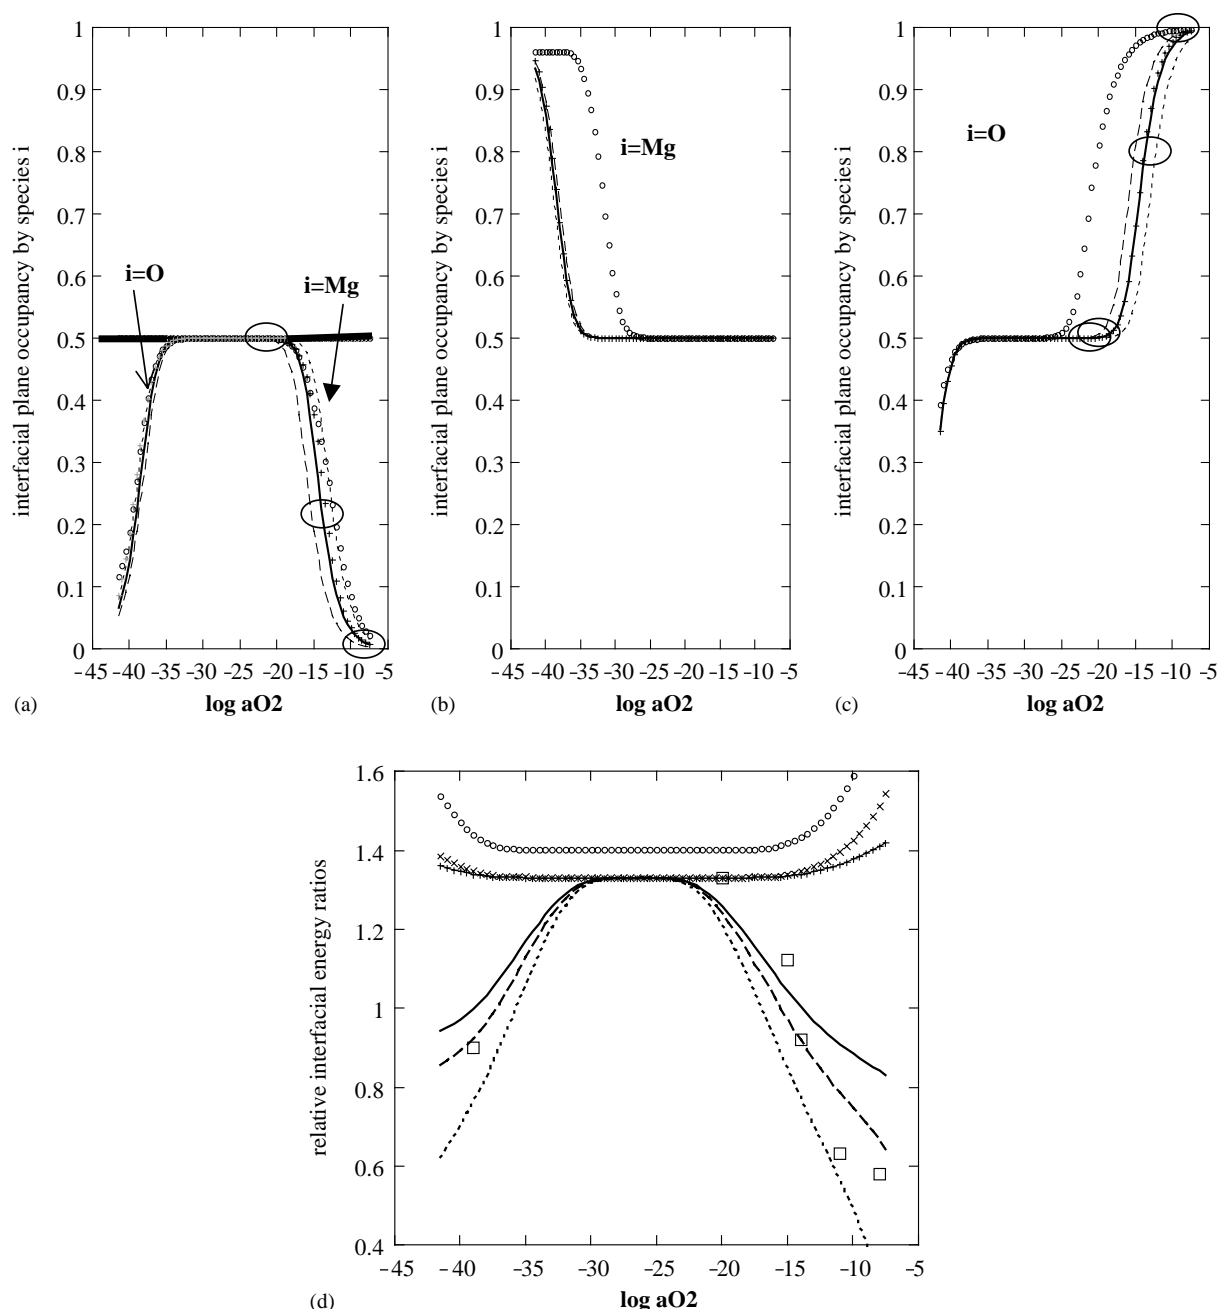 1
0.9
0.8
0.7
0.6
0.5
0.4
0.3
0.2
0.1
0
interfacial plane occupancy by species i
i=O
i=Mg
-45 -40 -35 -30 -25 -20 -15 -10 -5
log aO2
(a)
1
0.9
0.8
0.7
0.6
0.5
0.4
0.3
0.2
0.1
0
interfacial plane occupancy by species i
i=Mg
-45 -40 -35 -30 -25 -20 -15 -10 -5
log aO2
(b)
1
0.9
0.8
0.7
0.6
0.5
0.4
0.3
0.2
0.1
0
interfacial plane occupancy by species i
i=O
-45 -40 -35 -30 -25 -20 -15 -10 -5
log aO2
(c)
1.6
1.4
1.2
1
0.8
0.6
0.4
relative interfacial energy ratios
-45 -40 -35 -30 -25 -20 -15 -10 -5
log aO2
(d)